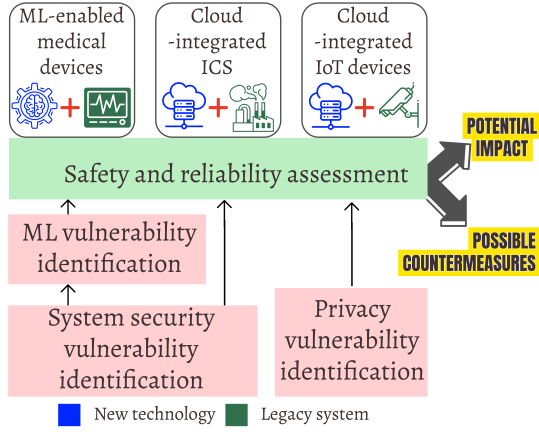 ML-enabled
medical
devices
Cloud
-integrated
ICS
Cloud
-integrated
IoT devices
Safety and reliability assessment
POTENTIAL
IMPACT
POSSIBLE
COUNTERMEASURES
ML vulnerability
identification
System security
vulnerability
identification
Privacy
vulnerability
identification
New technology
Legacy system